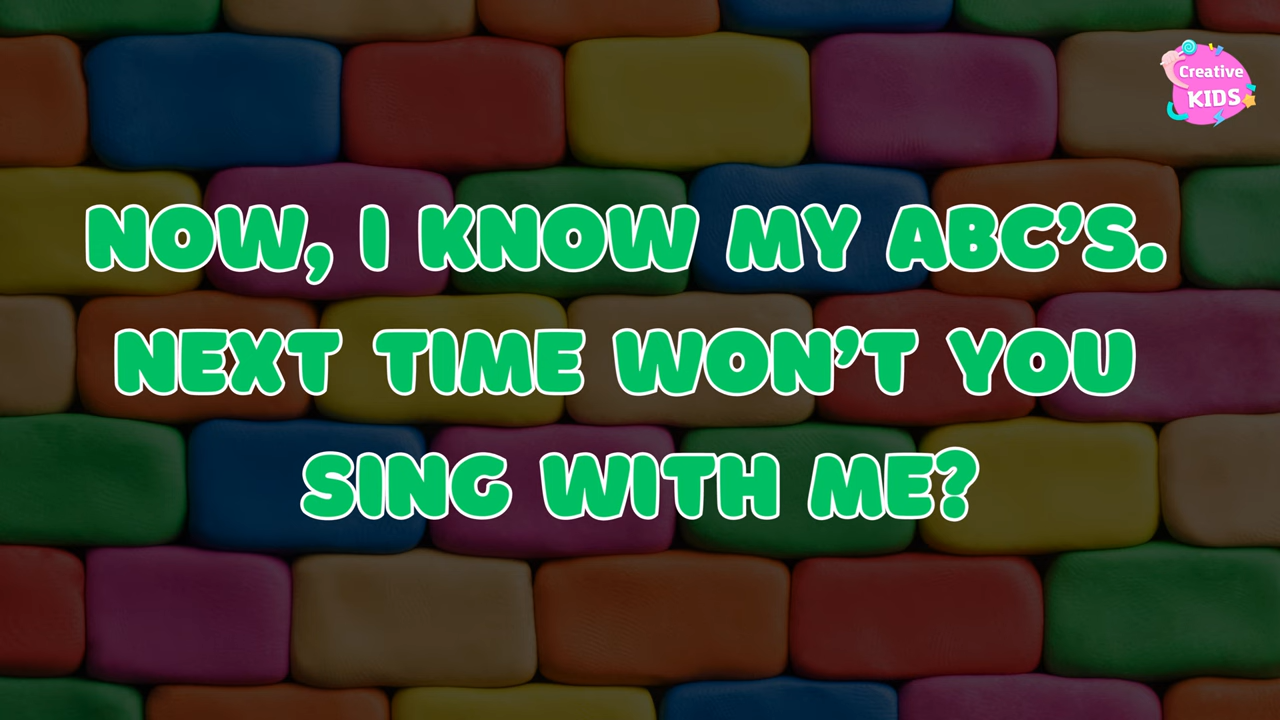 Creative
KIDS
NOW, I KNOW MY ABC’S.
NEXT TIME WON’T YOU
SING WITH ME?